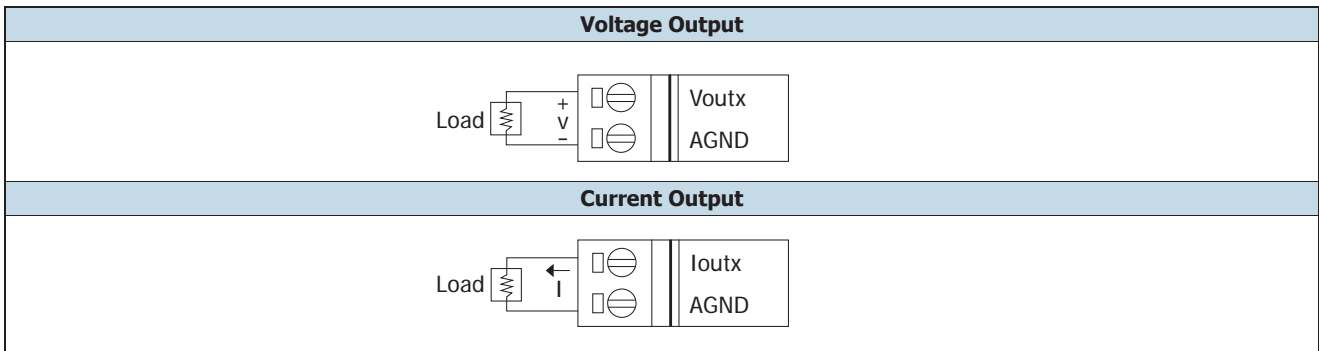 Voltage Output
Load
+
V
−
Voutx
AGND
Current Output
Load
I
Ioutx
AGND